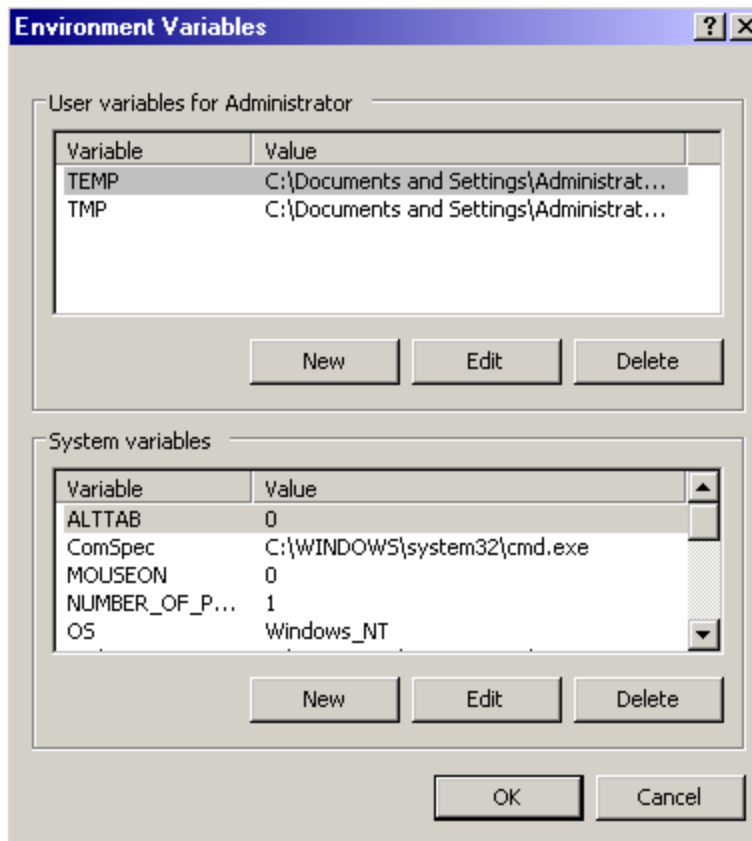 Environment Variables
User variables for Administrator
Variable Value
TEMP C:\Documents and Settings\Administrat...
TMP C:\Documents and Settings\Administrat...
New Edit Delete
System variables
Variable Value
ALTTAB 0
ComSpec C:\WINDOWS\system32\cmd.exe
MOUSEON 0
NUMBER_OF_P... 1
OS Windows_NT
New Edit Delete
OK Cancel